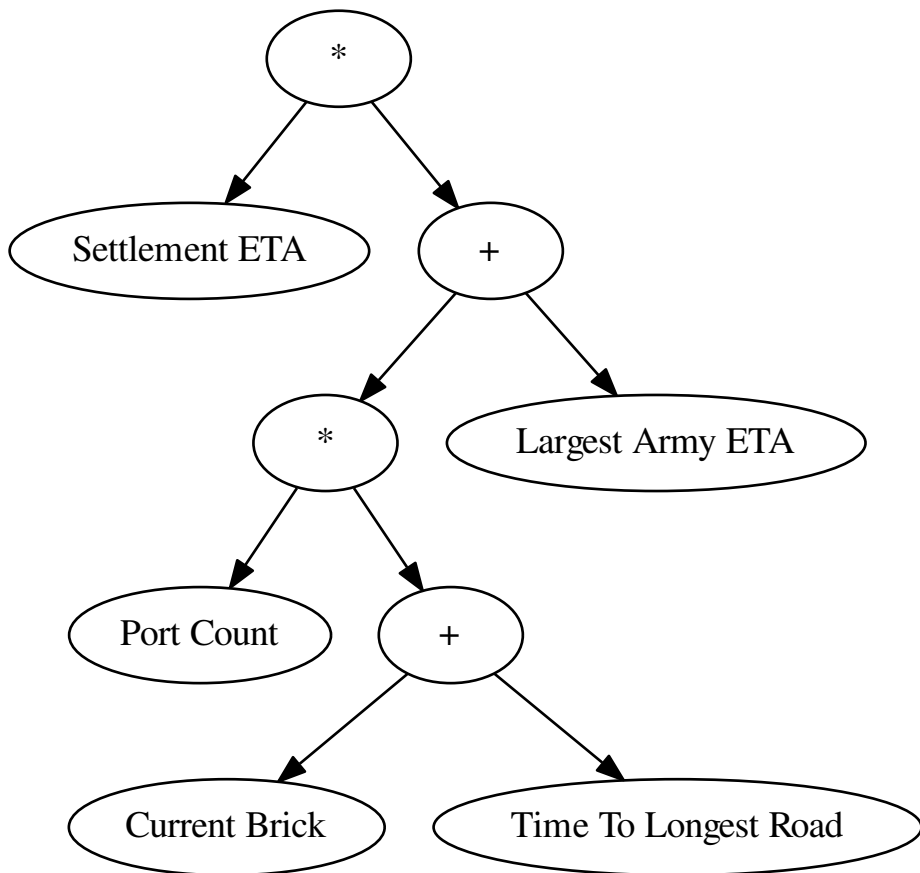 *
Settlement ETA
+
*
Largest Army ETA
Port Count
+
Current Brick
Time To Longest Road